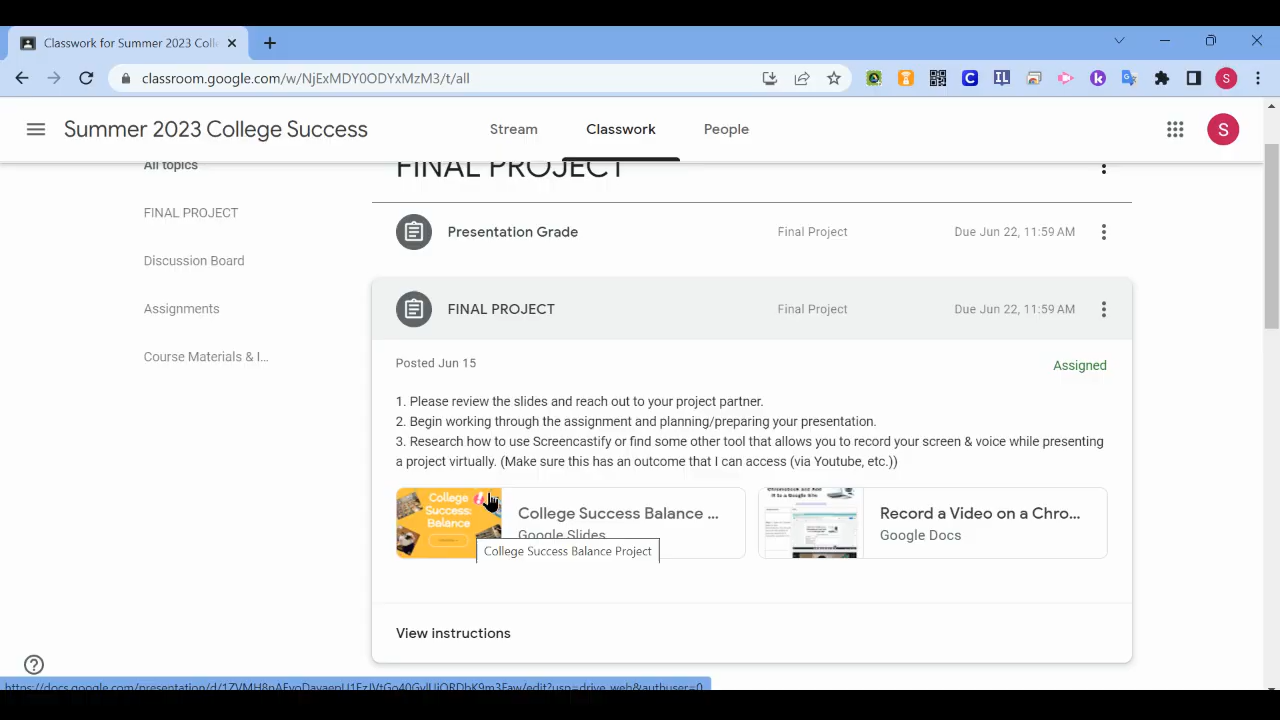 Classwork for Summer 2023 Coll
classroom.google.com/w/NjExMDY0ODYxMzM3/t/all
Summer 2023 College Success
Stream
Classwork
People
S
All topics
FINAL PROJECT
Discussion Board
Assignments
Course Materials & I...
FINAL PROJECT
Presentation Grade
Final Project
Due Jun 22, 11:59 AM
FINAL PROJECT
Final Project
Due Jun 22, 11:59 AM
Posted Jun 15
Assigned
1. Please review the slides and reach out to your project partner.
2. Begin working through the assignment and planning/preparing your presentation.
3. Research how to use Screencastify or find some other tool that allows you to record your screen & voice while presenting
a project virtually. (Make sure this has an outcome that I can access (via Youtube, etc.))
College
Success:
Balance
College Success Balance ...
Google Slides
College Success Balance Project
Record a Video on a Chro...
Google Docs
View instructions